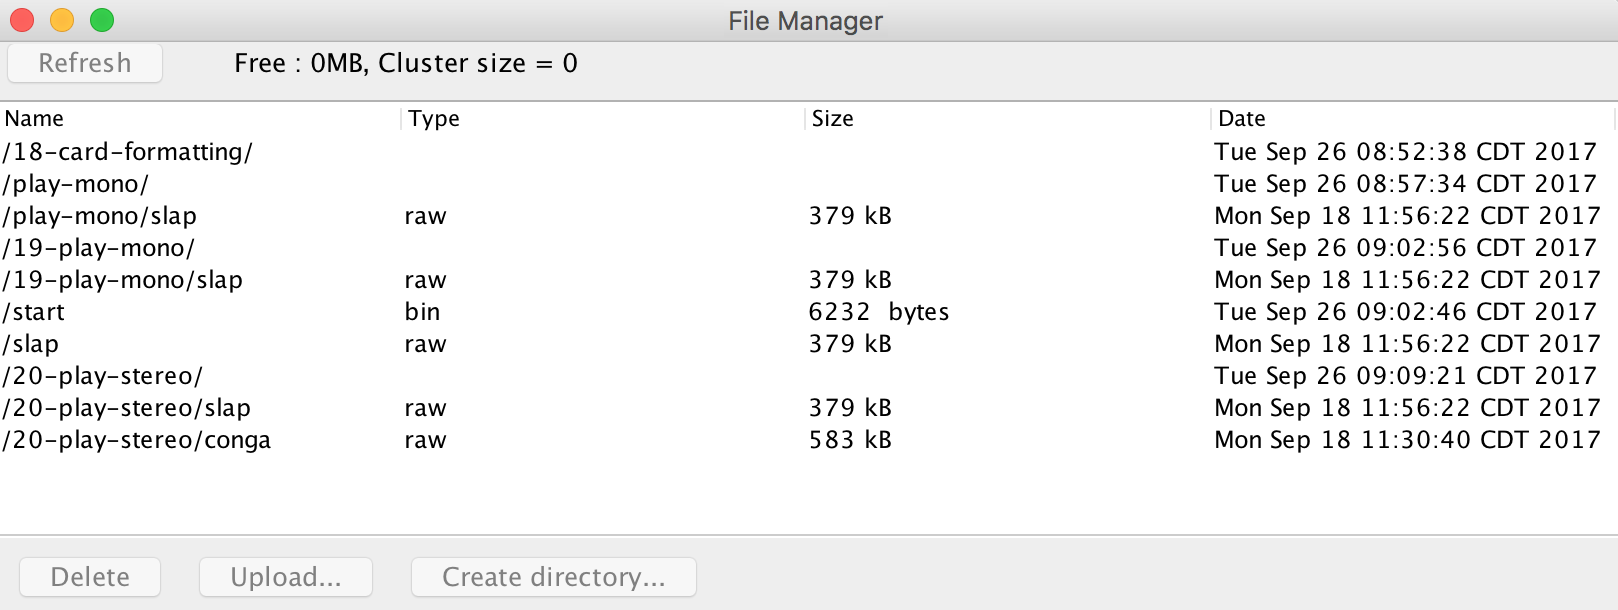 File Manager
Refresh Free : 0MB, Cluster size = 0
Name Type Size Date
/18-card-formatting/ Tue Sep 26 08:52:38 CDT 2017
/play-mono/ Tue Sep 26 08:57:34 CDT 2017
/play-mono/slap raw 379 kB Mon Sep 18 11:56:22 CDT 2017
/19-play-mono/ Tue Sep 26 09:02:56 CDT 2017
/19-play-mono/slap raw 379 kB Mon Sep 18 11:56:22 CDT 2017
/start bin 6232 bytes Tue Sep 26 09:02:46 CDT 2017
/slap raw 379 kB Mon Sep 18 11:56:22 CDT 2017
/20-play-stereo/ Tue Sep 26 09:09:21 CDT 2017
/20-play-stereo/slap raw 379 kB Mon Sep 18 11:56:22 CDT 2017
/20-play-stereo/conga raw 583 kB Mon Sep 18 11:30:40 CDT 2017
Delete Upload... Create directory...